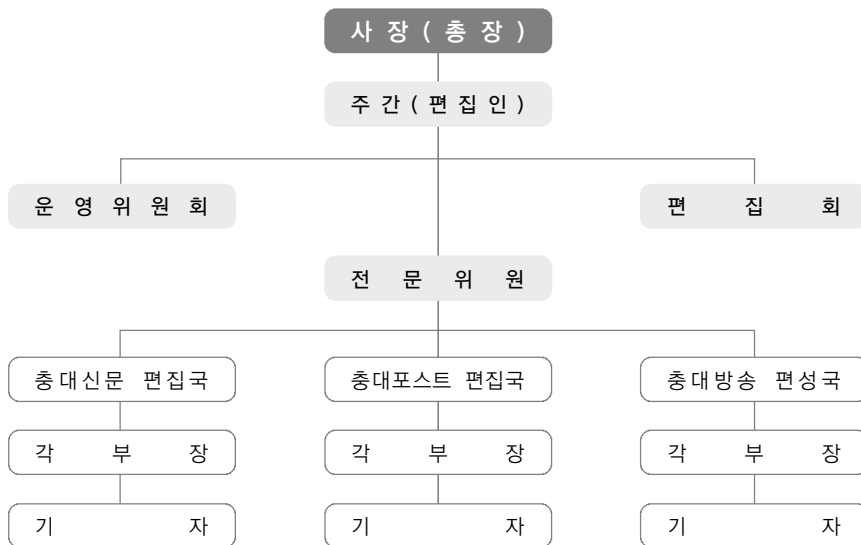 사장(총장)
주간(편집인)
운영위원회
편집회
전문위원
충대신문 편집국
충대포스트 편집국
충대방송 편성국
각부장
각부장
각부장
기자
기자
기자